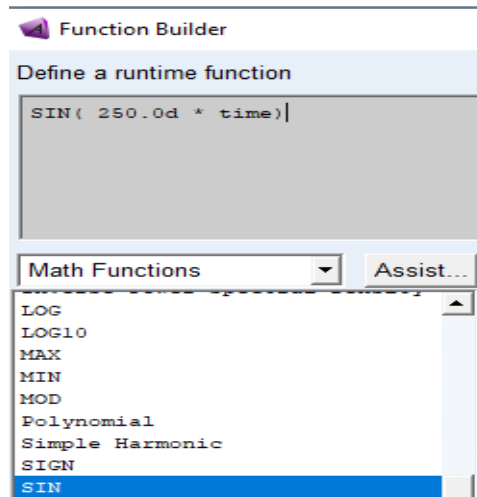 Function Builder
Define a runtime function
SIN( 250.0d * time)
Math Functions
Assist...
LOG
LOG10
MAX
MIN
MOD
Polynomial
Simple Harmonic
SIGN
SIN